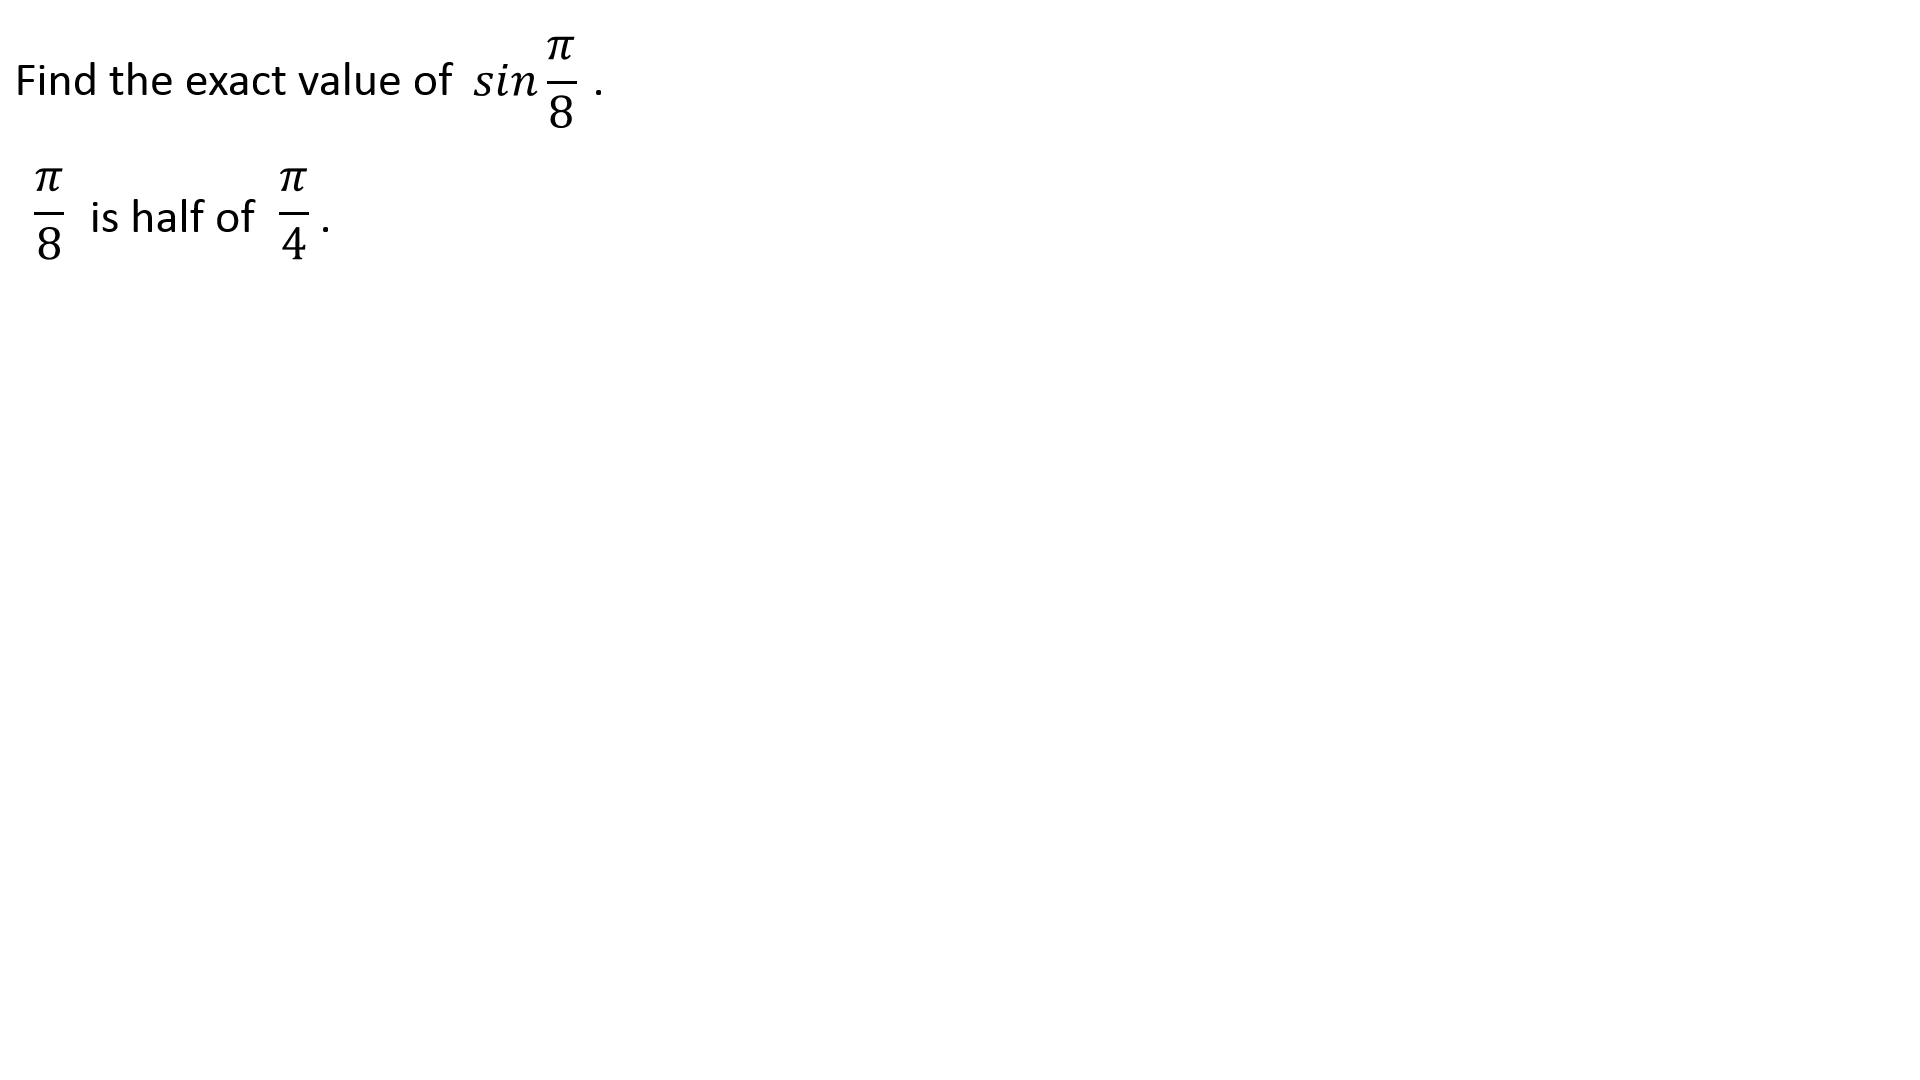 Find the exact value of sin π/8 .
π/8 is half of π/4 .